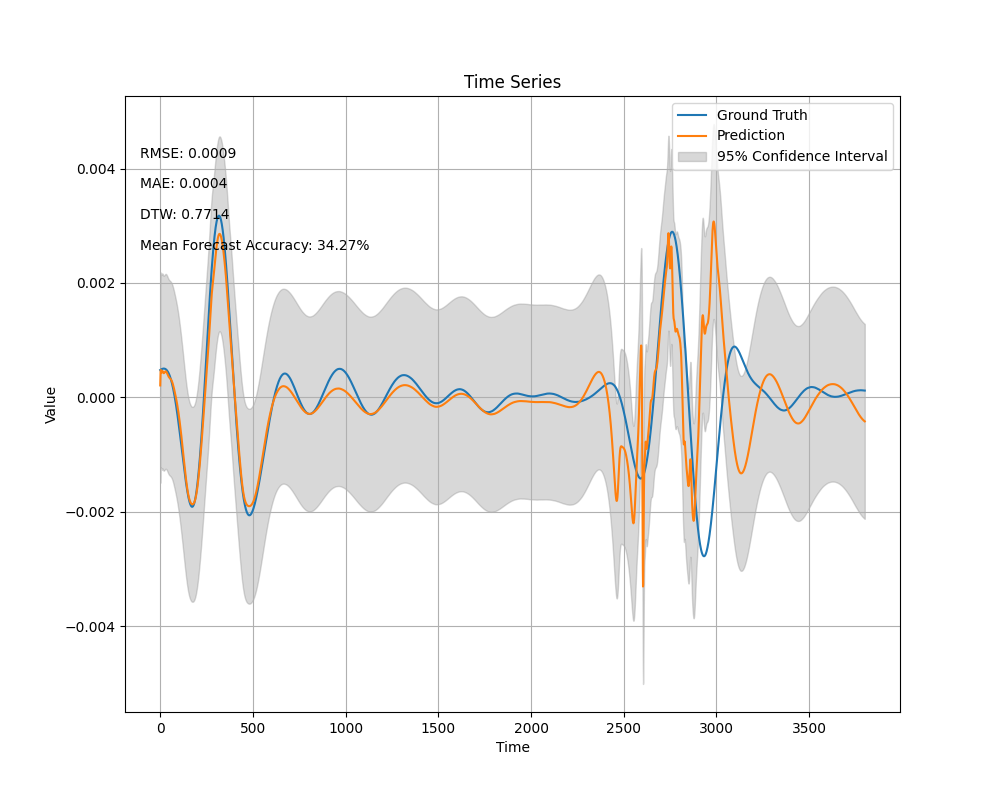 Time Series
Ground Truth
Prediction
95% Confidence Interval
RMSE: 0.0009
MAE: 0.0004
DTW: 0.7714
Mean Forecast Accuracy: 34.27%
0.004
0.002
0.000
−0.002
−0.004
Value
0 500 1000 1500 2000 2500 3000 3500
Time